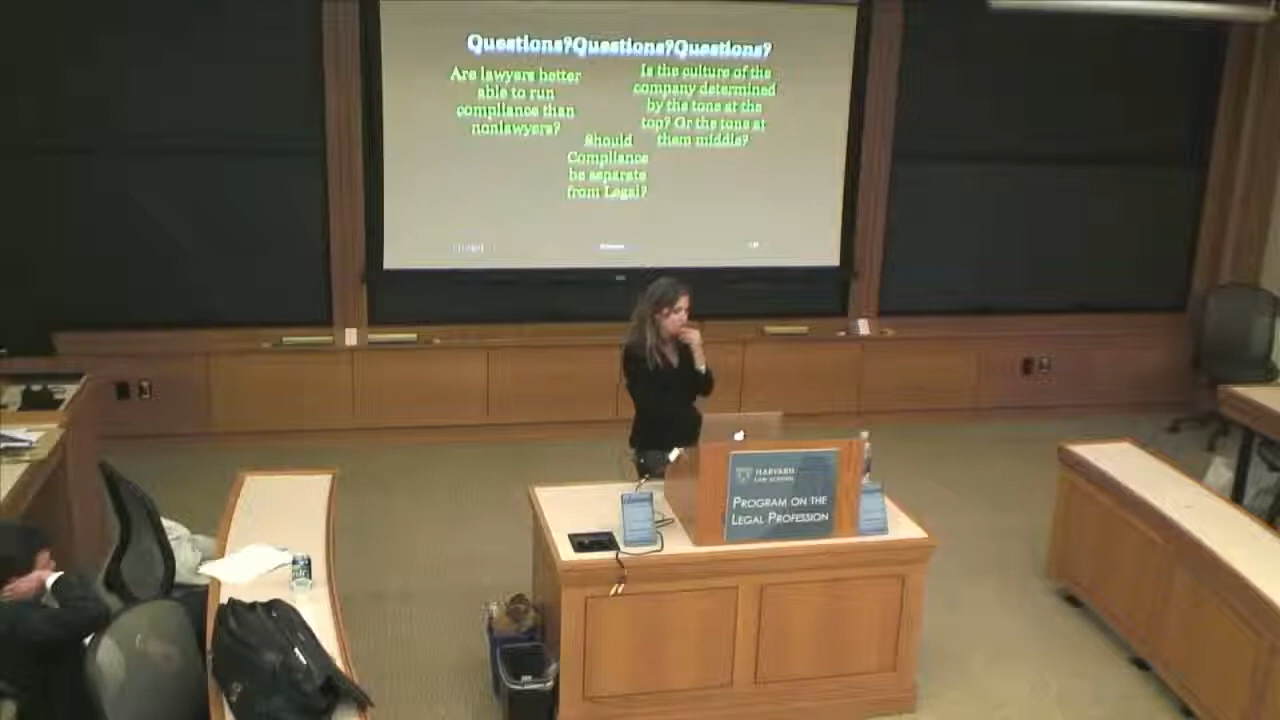 Questions?Questions?Questions?
Are lawyers better
able to run
compliance than
nonlawyers?
Is the culture of the
company determined
by the tone at the
top? Or the tone at
them middle?
Should
Compliance
be separate
from Legal?
HARVARD
LAW SCHOOL
PROGRAM ON THE
LEGAL PROFESSION